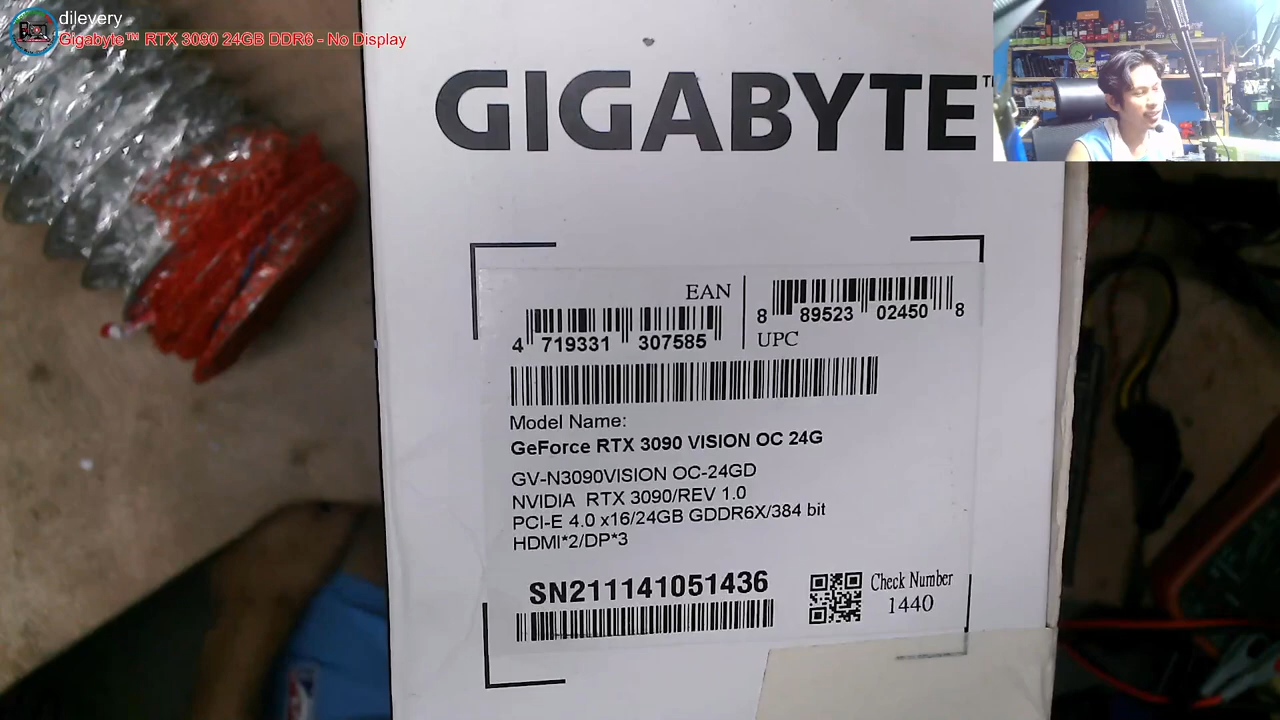 dilevery
Gigabyte™ RTX 3090 24GB DDR6 - No Display
GIGABYTE™
EAN
4 719331 307585
8 89523 02450 8
UPC
Model Name:
GeForce RTX 3090 VISION OC 24G
GV-N3090VISION OC-24GD
NVIDIA RTX 3090/REV 1.0
PCI-E 4.0 x16/24GB GDDR6X/384 bit
HDMI*2/DP*3
SN211141051436
Check Number
1440